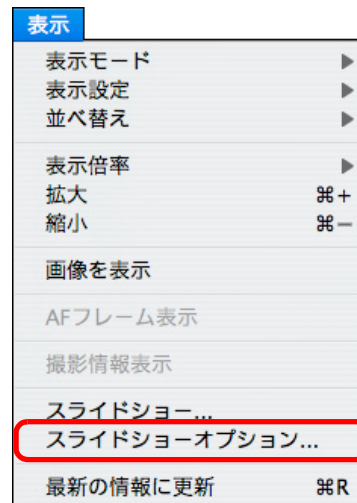 表示
表示モード
表示設定
並べ替え
表示倍率
拡大 ⌘+
縮小 ⌘−
画像を表示
AFフレーム表示
撮影情報表示
スライドショー...
スライドショーオプション...
最新の情報に更新 ⌘R